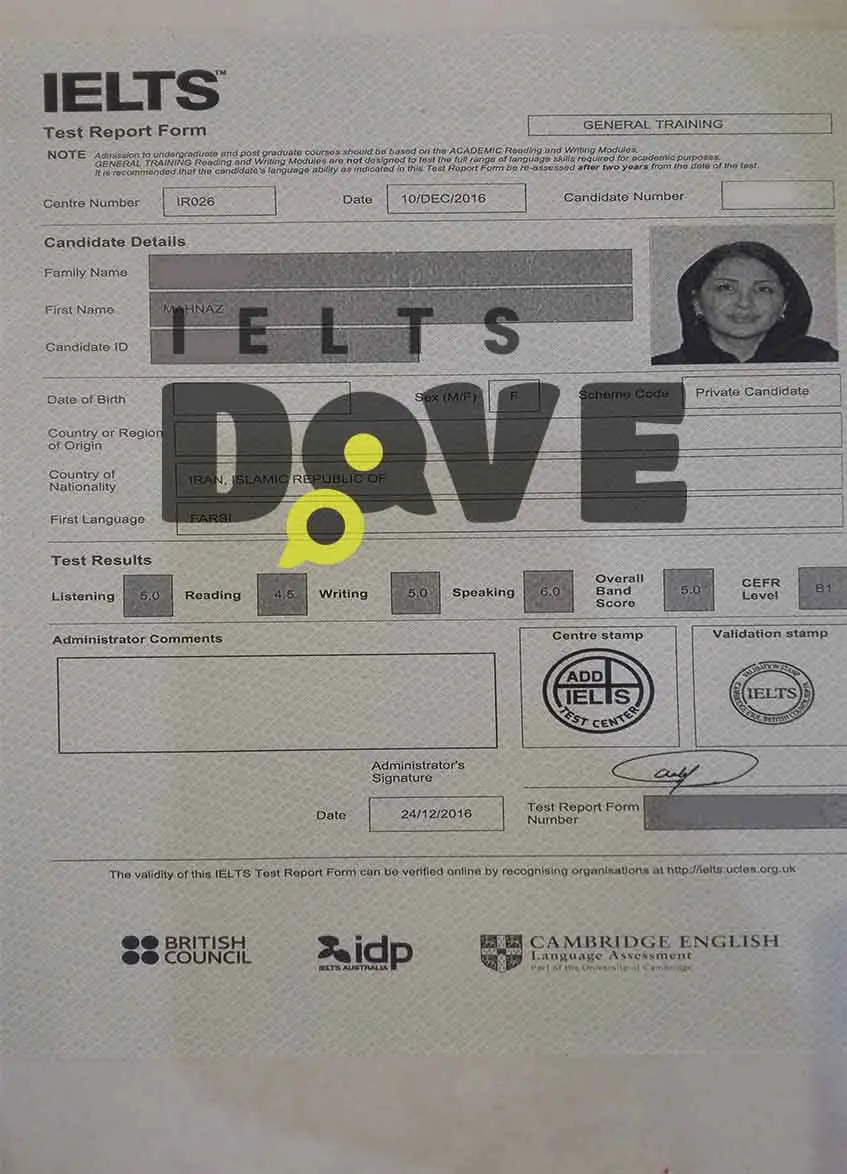 IELTS™
Test Report Form
GENERAL TRAINING
NOTE Admission to undergraduate and post graduate courses should be based on the ACADEMIC Reading and Writing Modules.
GENERAL TRAINING Reading and Writing Modules are not designed to test the full range of language skills required for academic purposes.
It is recommended that the candidate's language ability as indicated in this Test Report Form be re-assessed after two years from the date of the test.
Centre Number IR026 Date 10/DEC/2016 Candidate Number
Candidate Details
Family Name
First Name MAHNAZ
IELTS
Candidate ID
DAVE
Date of Birth Sex (M/F) F Scheme Code Private Candidate
Country or Region
of Origin
Country of
Nationality IRAN, ISLAMIC REPUBLIC OF
First Language FARSI
Test Results
Listening 5.0 Reading 4.5 Writing 5.0 Speaking 6.0 Overall Band Score 5.0 CEFR Level B1
Administrator Comments
Centre stamp
Validation stamp
ADD
IELTS
TEST CENTER
VALIDATION STAMP
IELTS
Administrator's
Signature
Date 24/12/2016
Test Report Form
Number
The validity of this IELTS Test Report Form can be verified online by recognising organisations at http://ielts.ucles.org.uk
BRITISH
COUNCIL
idp
IELTS AUSTRALIA
CAMBRIDGE ENGLISH
Language Assessment
Part of the University of Cambridge